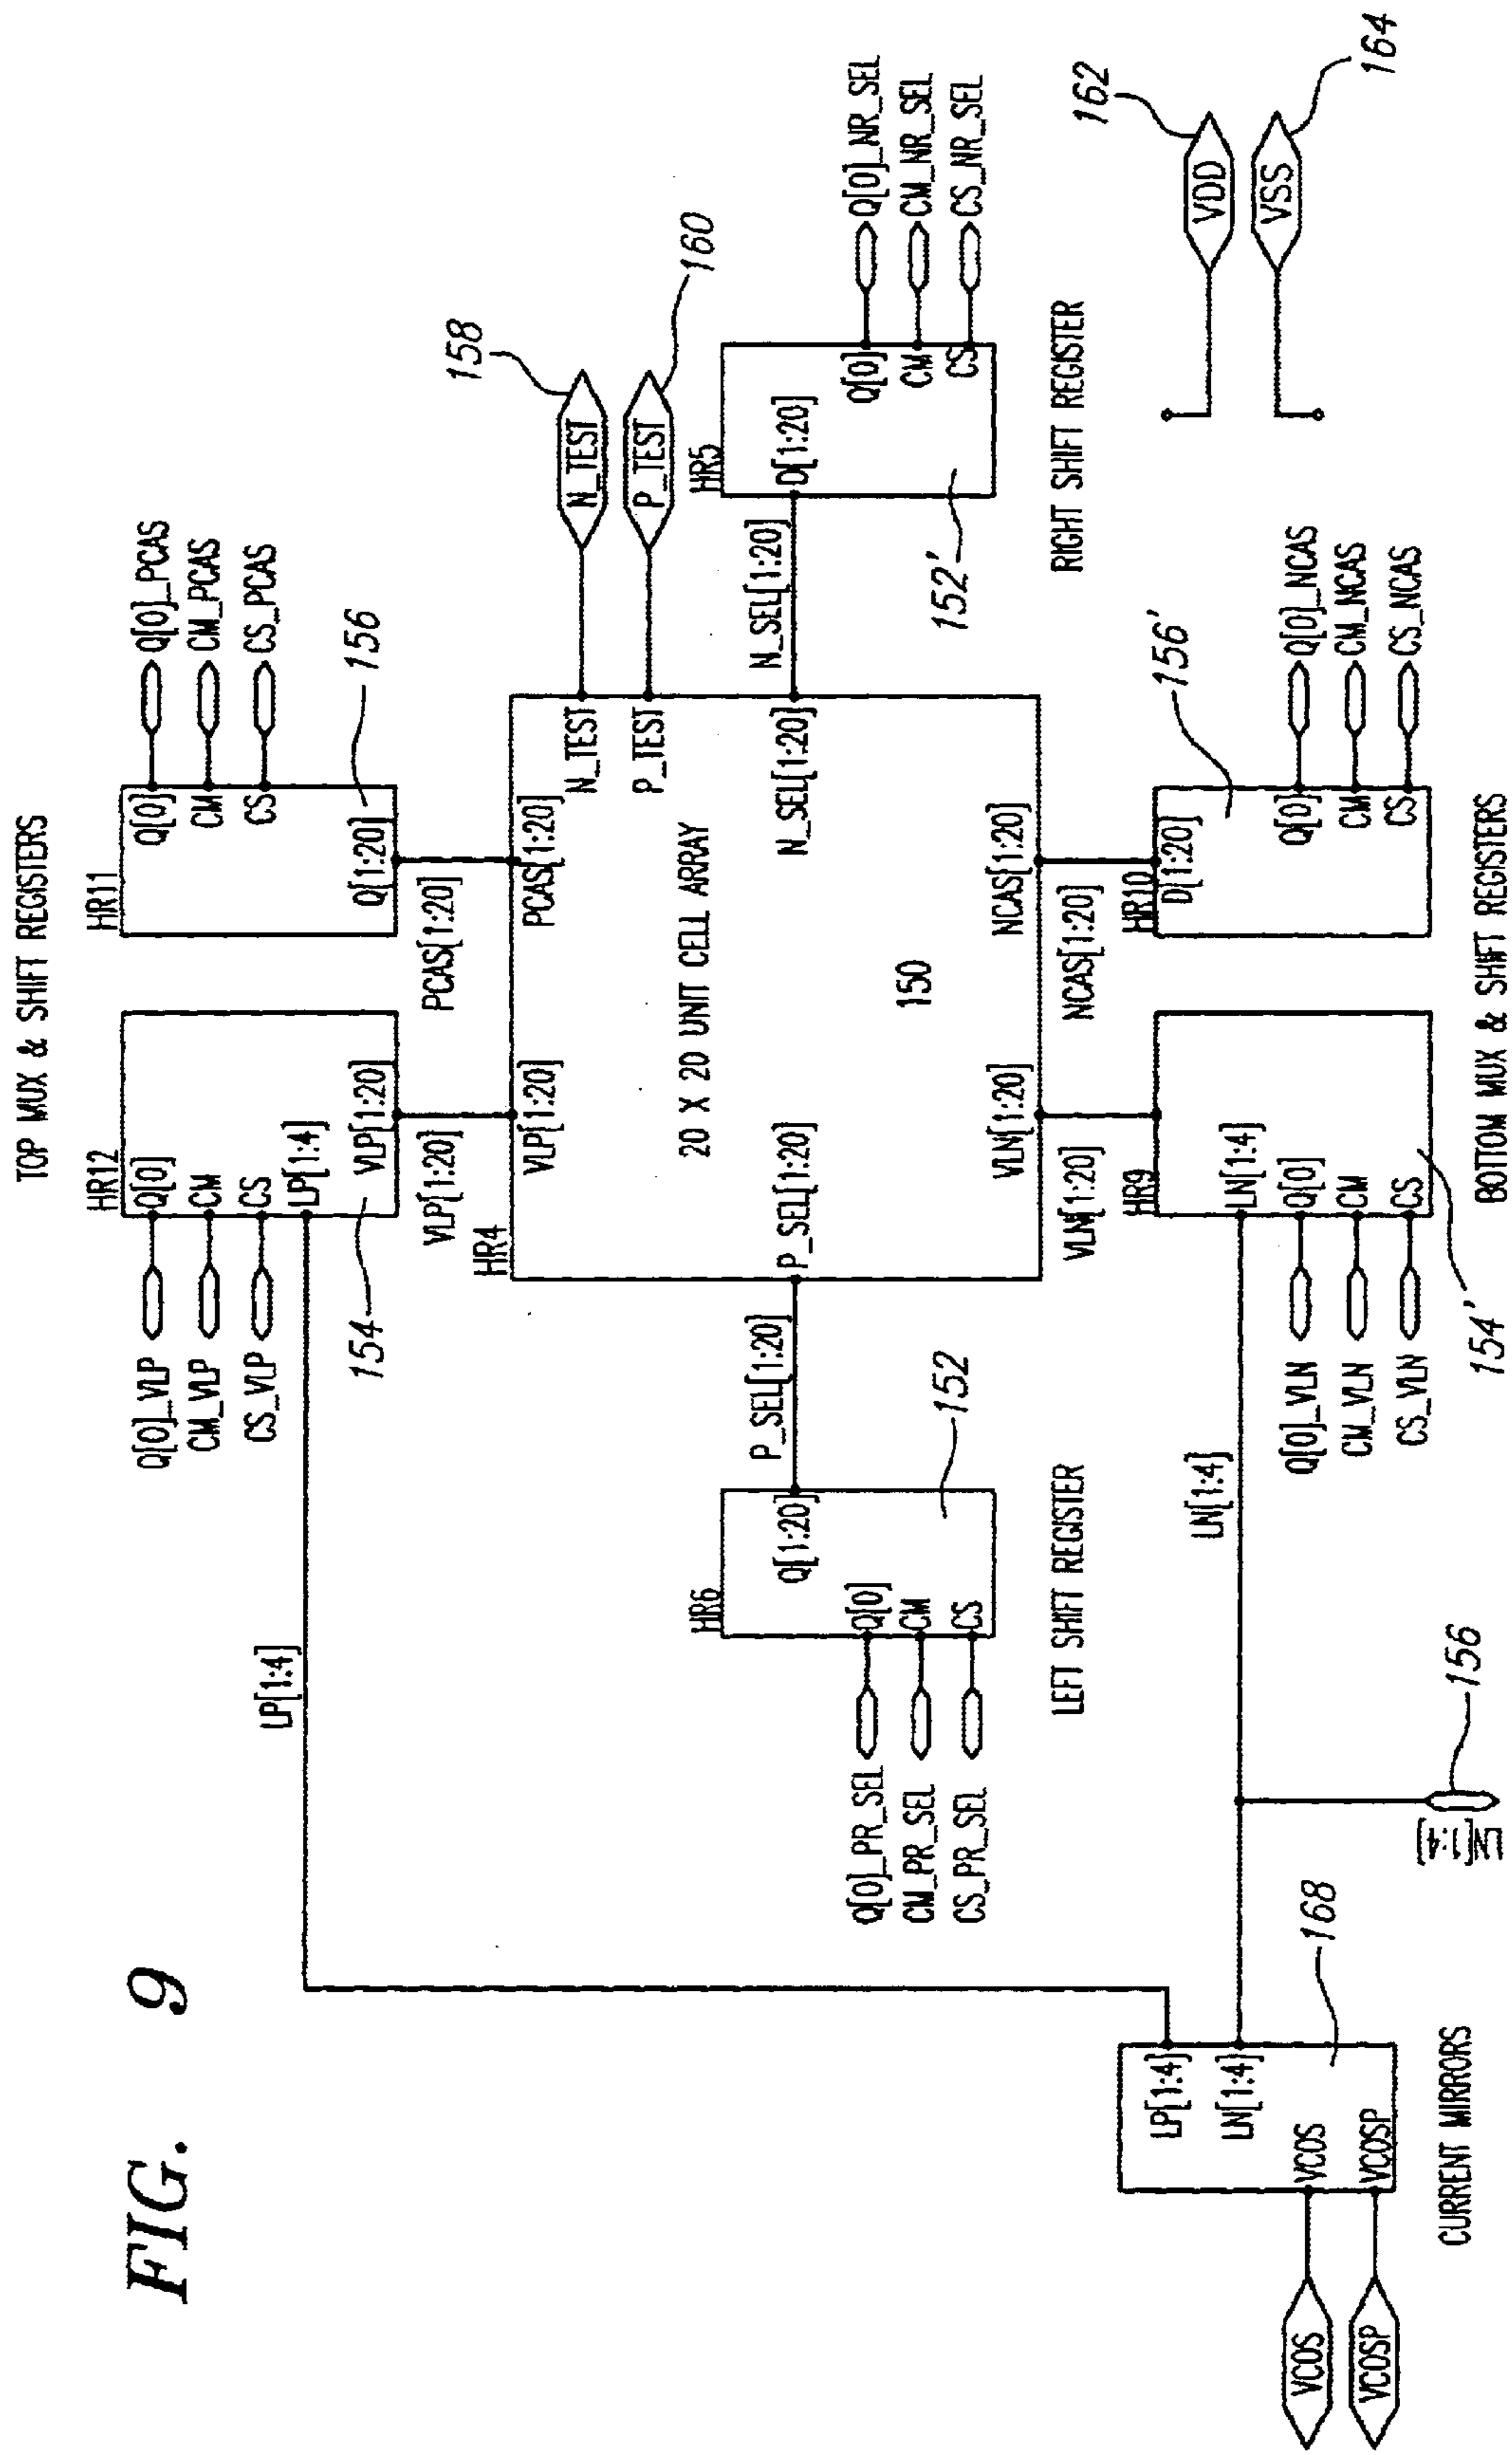 FIG. 9
TOP MUX & SHIFT REGISTERS
HR12
Q[0]_VLP
CM_VLP
CS_VLP
Q[0]
CM
CS
LP[1:4]
VLP[1:20]
154
LP[1:4]
VLP[1:20]
HR11
Q[0]
CM
CS
Q[1:20]
Q[0]_PCAS
CM_PCAS
CS_PCAS
156
PCAS[1:20]
HR4
VLP[1:20]
PCAS[1:20]
N_TEST
P_TEST
N_TEST
158
P_TEST
160
20 X 20 UNIT CELL ARRAY
150
P_SEL[1:20]
N_SEL[1:20]
VLN[1:20]
NCAS[1:20]
HR6
Q[1:20]
Q[0]
CM
CS
P_SEL[1:20]
152
Q[0]_PR_SEL
CM_PR_SEL
CS_PR_SEL
LEFT SHIFT REGISTER
HR5
N_SEL[1:20]
D[1:20]
Q[0]
CM
CS
152'
Q[0]_NR_SEL
CM_NR_SEL
CS_NR_SEL
RIGHT SHIFT REGISTER
VLN[1:20]
NCAS[1:20]
HR9
LN[1:4]
Q[0]
CM
CS
Q[0]_VLN
CM_VLN
CS_VLN
154'
HR10
D[1:20]
156'
Q[0]
CM
CS
Q[0]_NCAS
CM_NCAS
CS_NCAS
BOTTOM MUX & SHIFT REGISTERS
LN[1:4]
LN[1:4]
156
LP[1:4]
LN[1:4]
VCOS
VCOSP
168
VCOS
VCOSP
CURRENT MIRRORS
VDD
162
VSS
164